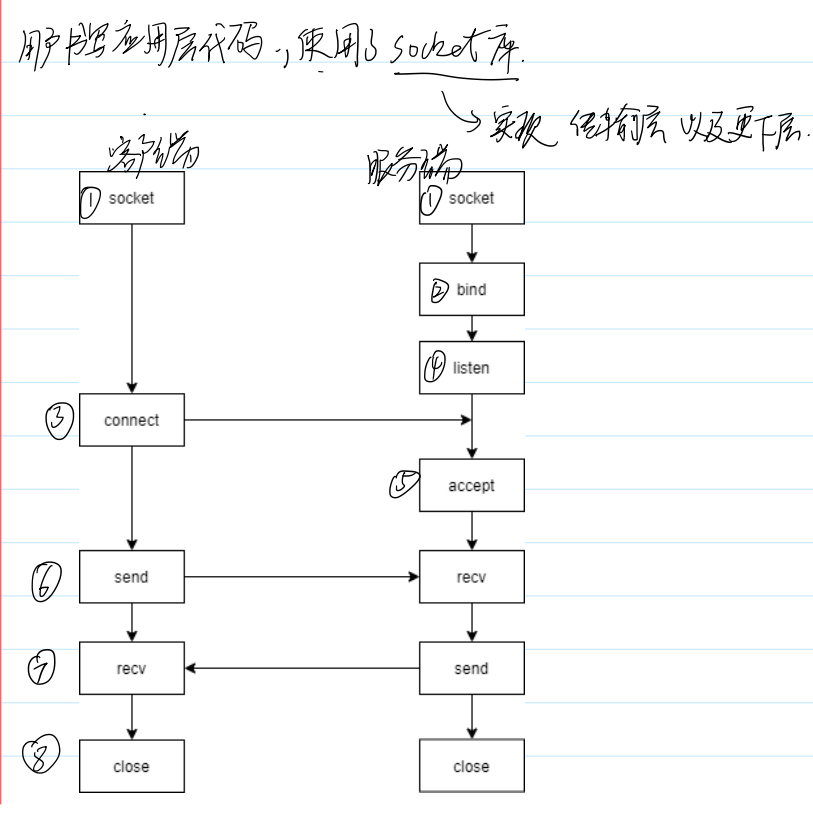 用户书写应用层代码,使用了socket库.
实现 传输层 以及更下层.
客户端
服务端
① socket
① socket
② bind
④ listen
③ connect
⑤ accept
⑥ send
recv
⑦ recv
send
⑧ close
close